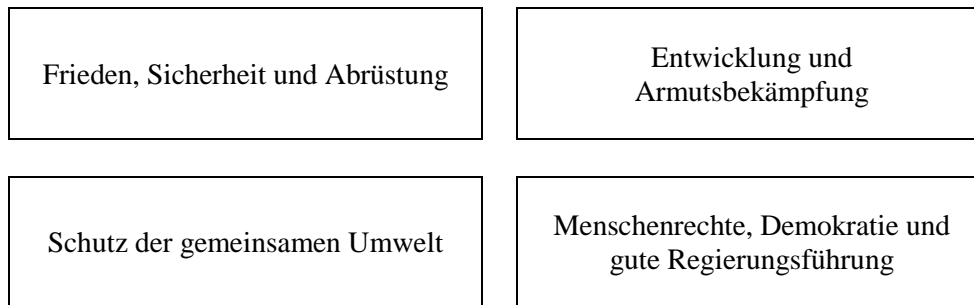 Frieden, Sicherheit und Abrüstung
Entwicklung und
Armutsbekämpfung
Schutz der gemeinsamen Umwelt
Menschenrechte, Demokratie und
gute Regierungsführung